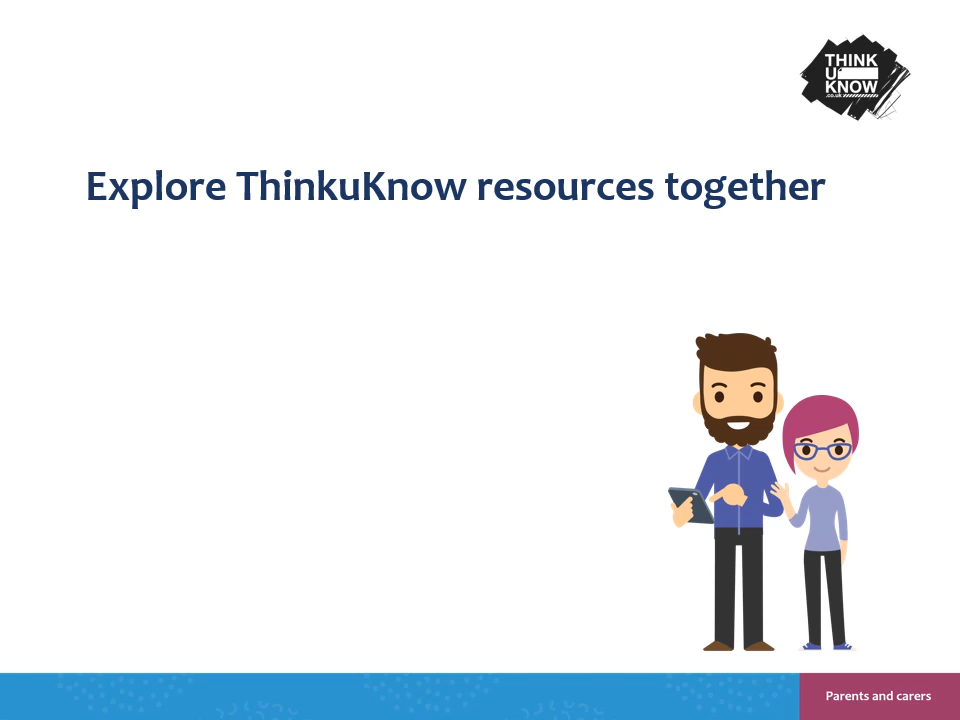 THINK
U
KNOW
.co.uk
Explore ThinkuKnow resources together
Parents and carers